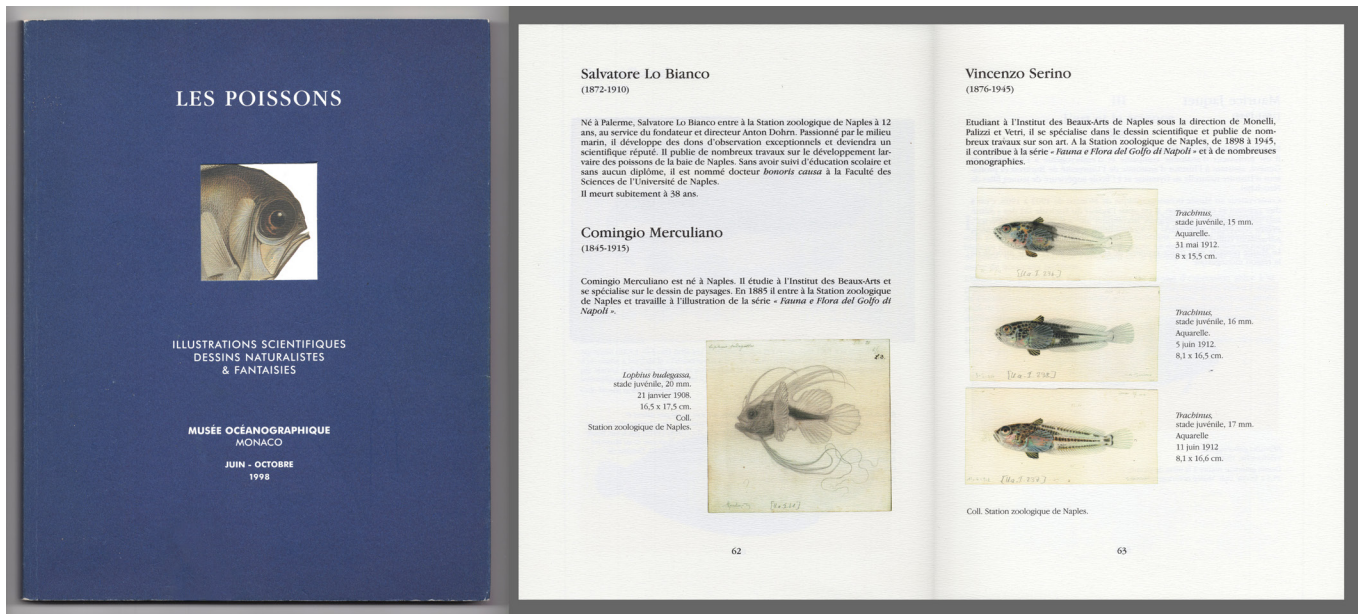 LES POISSONS
ILLUSTRATIONS SCIENTIFIQUES
DESSINS NATURALISTES
& FANTAISIES
MUSÉE OCÉANOGRAPHIQUE
MONACO
JUIN - OCTOBRE
1998
Salvatore Lo Bianco
(1872-1910)
Né à Palerme, Salvatore Lo Bianco entre à la Station zoologique de Naples à 12
ans, au service du fondateur et directeur Anton Dohrn. Passionné par le milieu
marin, il développe des dons d'observation exceptionnels et deviendra un
scientifique réputé. Il publie de nombreux travaux sur le développement lar-
vaire des poissons de la baie de Naples. Sans avoir suivi d'éducation scolaire et
sans aucun diplôme, il est nommé docteur honoris causa à la Faculté des
Sciences de l'Université de Naples.
Il meurt subitement à 38 ans.
Comingio Merculiano
(1845-1915)
Comingio Merculiano est né à Naples. Il étudie à l'Institut des Beaux-Arts et
se spécialise sur le dessin de paysages. En 1885 il entre à la Station zoologique
de Naples et travaille à l'illustration de la série « Fauna e Flora del Golfo di
Napoli ».
Lophius budegassa,
stade juvénile, 20 mm.
21 janvier 1908.
16,5 x 17,5 cm.
Coll.
Station zoologique de Naples.
62
Vincenzo Serino
(1876-1945)
Etudiant à l'Institut des Beaux-Arts de Naples sous la direction de Monelli,
Palizzi et Vetri, il se spécialise dans le dessin scientifique et publie de nom-
breux travaux sur son art. A la Station zoologique de Naples, de 1898 à 1945,
il contribue à la série « Fauna e Flora del Golfo di Napoli » et à de nombreuses
monographies.
Trachinus,
stade juvénile, 15 mm.
Aquarelle.
31 mai 1912.
8 x 15,5 cm.
Trachinus,
stade juvénile, 16 mm.
Aquarelle.
5 juin 1912.
8,1 x 16,5 cm.
Trachinus,
stade juvénile, 17 mm.
Aquarelle
11 juin 1912
8,1 x 16,6 cm.
Coll. Station zoologique de Naples.
63